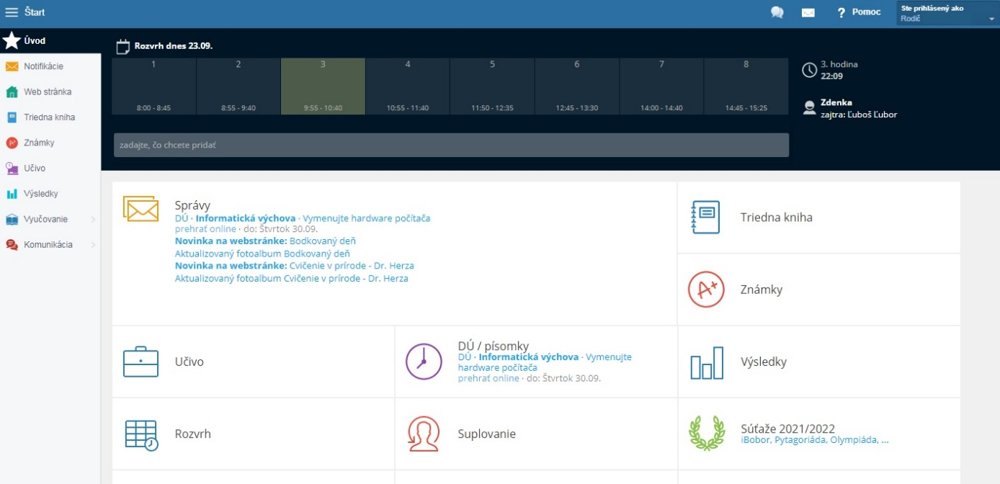 Štart
? Pomoc
Ste prihlásený ako
Rodič
Úvod
Notifikácie
Web stránka
Triedna kniha
Známky
Učivo
Výsledky
Vyučovanie
Komunikácia
Rozvrh dnes 23.09.
1 2 3 4 5 6 7 8
8:00 - 8:45 8:55 - 9:40 9:55 - 10:40 10:55 - 11:40 11:50 - 12:35 12:45 - 13:30 14:00 - 14:40 14:45 - 15:25
3. hodina
22:09
Zdenka
zajtra: Ľuboš Ľubor
zadajte, čo chcete pridať
Správy
DÚ · Informatická výchova · Vymenujte hardware počítača
prehrať online · do: Štvrtok 30.09.
Novinka na webstránke: Bodkovaný deň
Aktualizovaný fotoalbum Bodkovaný deň
Novinka na webstránke: Cvičenie v prírode - Dr. Herza
Aktualizovaný fotoalbum Cvičenie v prírode - Dr. Herza
Triedna kniha
A+
Známky
Učivo
DÚ / písomky
DÚ · Informatická výchova · Vymenujte
hardware počítača
prehrať online · do: Štvrtok 30.09.
Výsledky
Rozvrh
Suplovanie
Súťaže 2021/2022
iBobor, Pytagoriáda, Olympiáda, ...